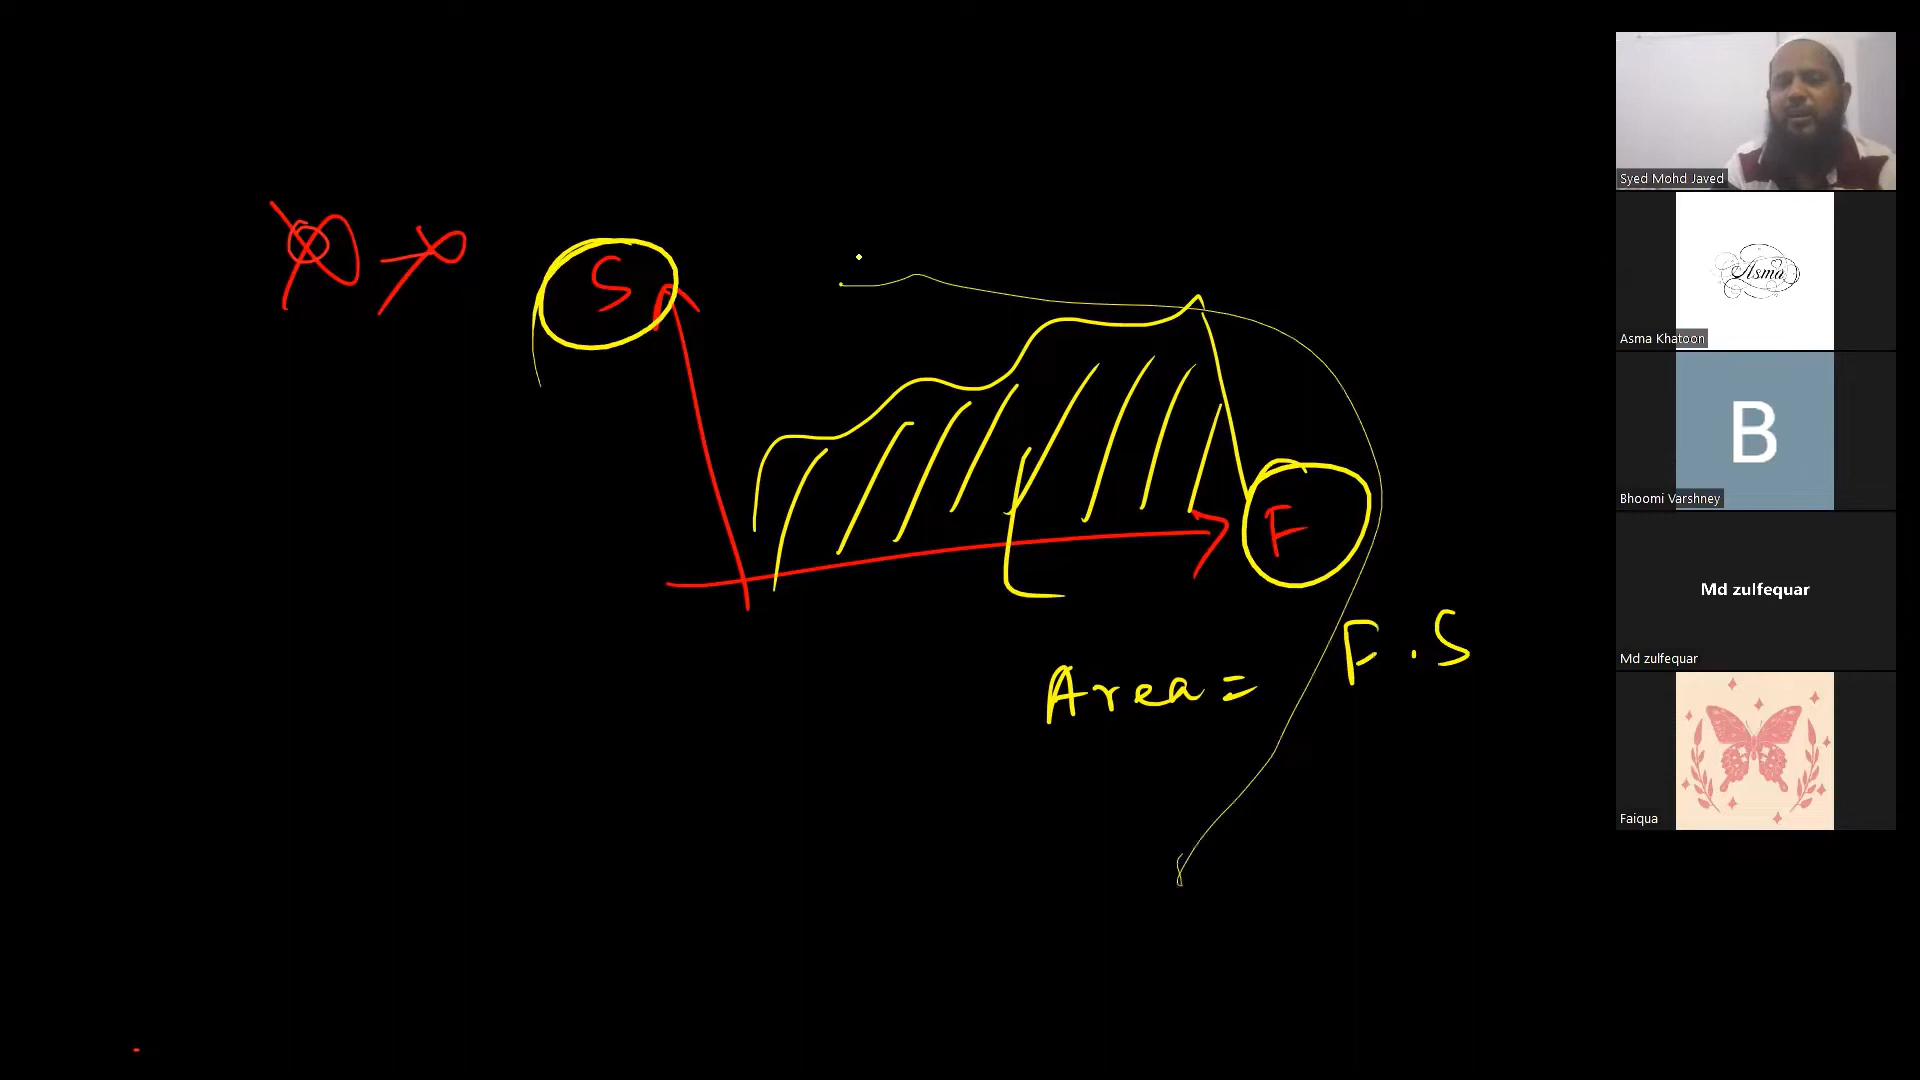 S
F
Area = F . S
Syed Mohd Javed
Asma
Asma Khatoon
B
Bhoomi Varshney
Md zulfequar
Md zulfequar
Faiqua